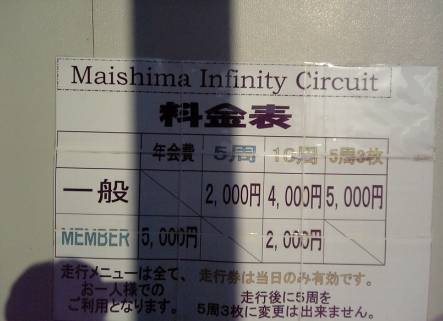 Maishima Infinity Circuit
料金表
年会費 5周 10周 5周3枚
一般 2,000円 4,000円 5,000円
MEMBER 5,000円 2,000円
走行メニューは全て、 走行券は当日のみ有効です。
お一人様での 走行後に5周を
ご利用となります。 5周3枚に変更は出来ません。